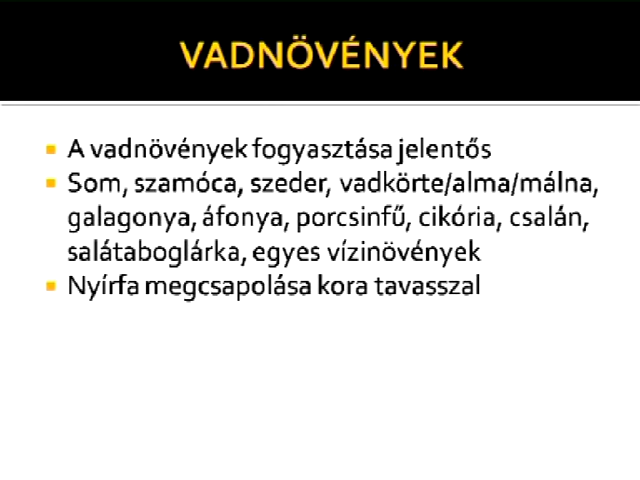 VADNÖVÉNYEK
A vadnövények fogyasztása jelentős
Som, szamóca, szeder, vadkörte/alma/málna,
galagonya, áfonya, porcsinfű, cikória, csalán,
salátaboglárka, egyes vízinövények
Nyírfa megcsapolása kora tavasszal